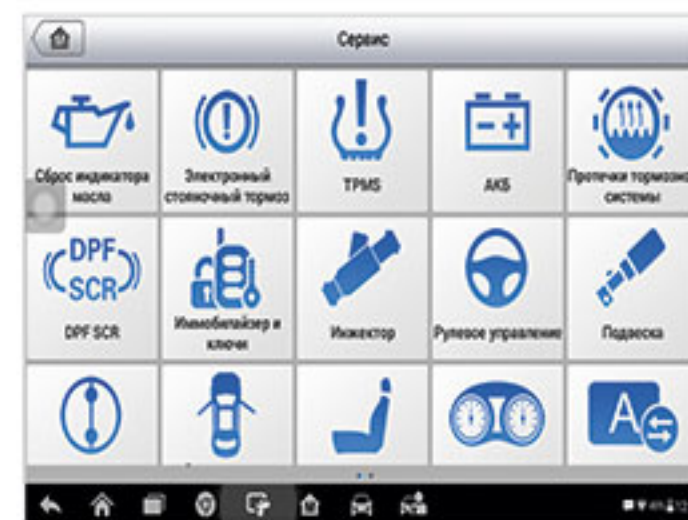 Сервис
Сброс индикатора
масла
Электронный
стояночный тормоз
TPMS
АКБ
Протечки тормозно
системы
DPF
SCR
DPF SCR
Иммобилайзер и
ключи
Инжектор
Рулевое управление
Подвеска
A